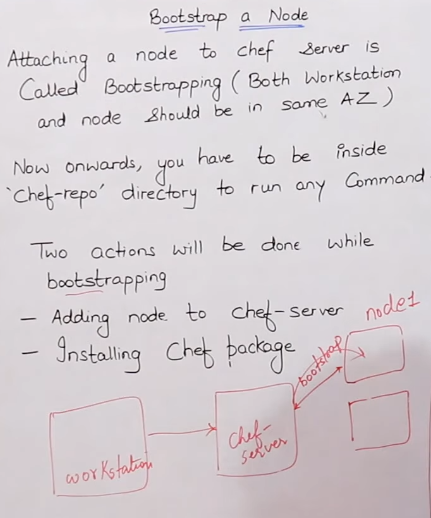 Bootstrap a Node
Attaching a node to chef Server is
Called Bootstrapping (Both Workstation
and node should be in same AZ)
Now onwards, you have to be inside
'Chef-repo' directory to run any Command
Two actions will be done while
bootstrapping
- Adding node to chef-server
- Installing Chef package
node1
bootstrap
workstation
chef-
server